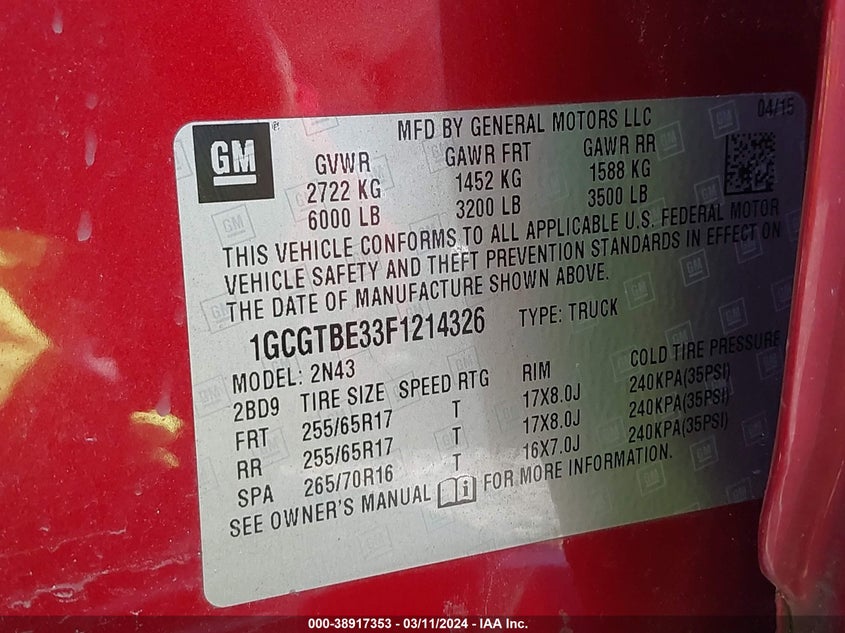 04/15
GM
MFD BY GENERAL MOTORS LLC
GVWR GAWR FRT GAWR RR
2722 KG 1452 KG 1588 KG
6000 LB 3200 LB 3500 LB
THIS VEHICLE CONFORMS TO ALL APPLICABLE U.S. FEDERAL MOTOR
VEHICLE SAFETY AND THEFT PREVENTION STANDARDS IN EFFECT ON
THE DATE OF MANUFACTURE SHOWN ABOVE.
1GCGTBE33F1214326 TYPE: TRUCK
MODEL: 2N43
2BD9 TIRE SIZE SPEED RTG RIM COLD TIRE PRESSURE
FRT 255/65R17 T 17X8.0J 240KPA(35PSI)
RR 255/65R17 T 17X8.0J 240KPA(35PSI)
SPA 265/70R16 T 16X7.0J 240KPA(35PSI)
SEE OWNER'S MANUAL FOR MORE INFORMATION.
000-38917353 - 03/11/2024 - IAA Inc.